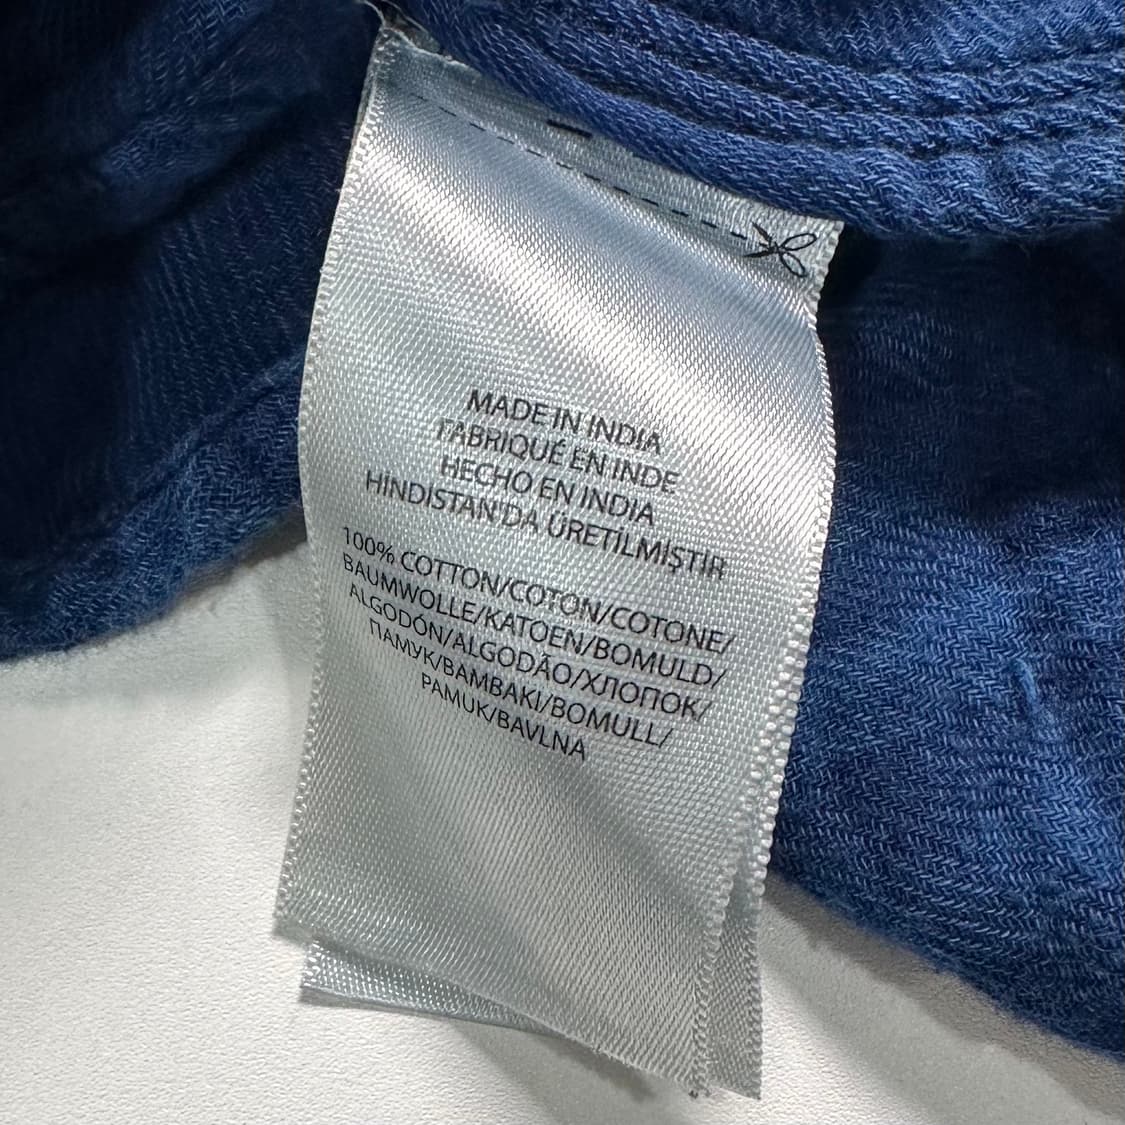 MADE IN INDIA
FABRIQUÉ EN INDE
HECHO EN INDIA
HİNDİSTAN'DA ÜRETİLMİŞTİR
100% COTTON/COTON/COTONE/
BAUMWOLLE/KATOEN/BOMULD/
ALGODÓN/ALGODÃO/ХЛОПОК/
ПАМУК/BAMBAKI/BOMULL/
PAMUK/BAVLNA